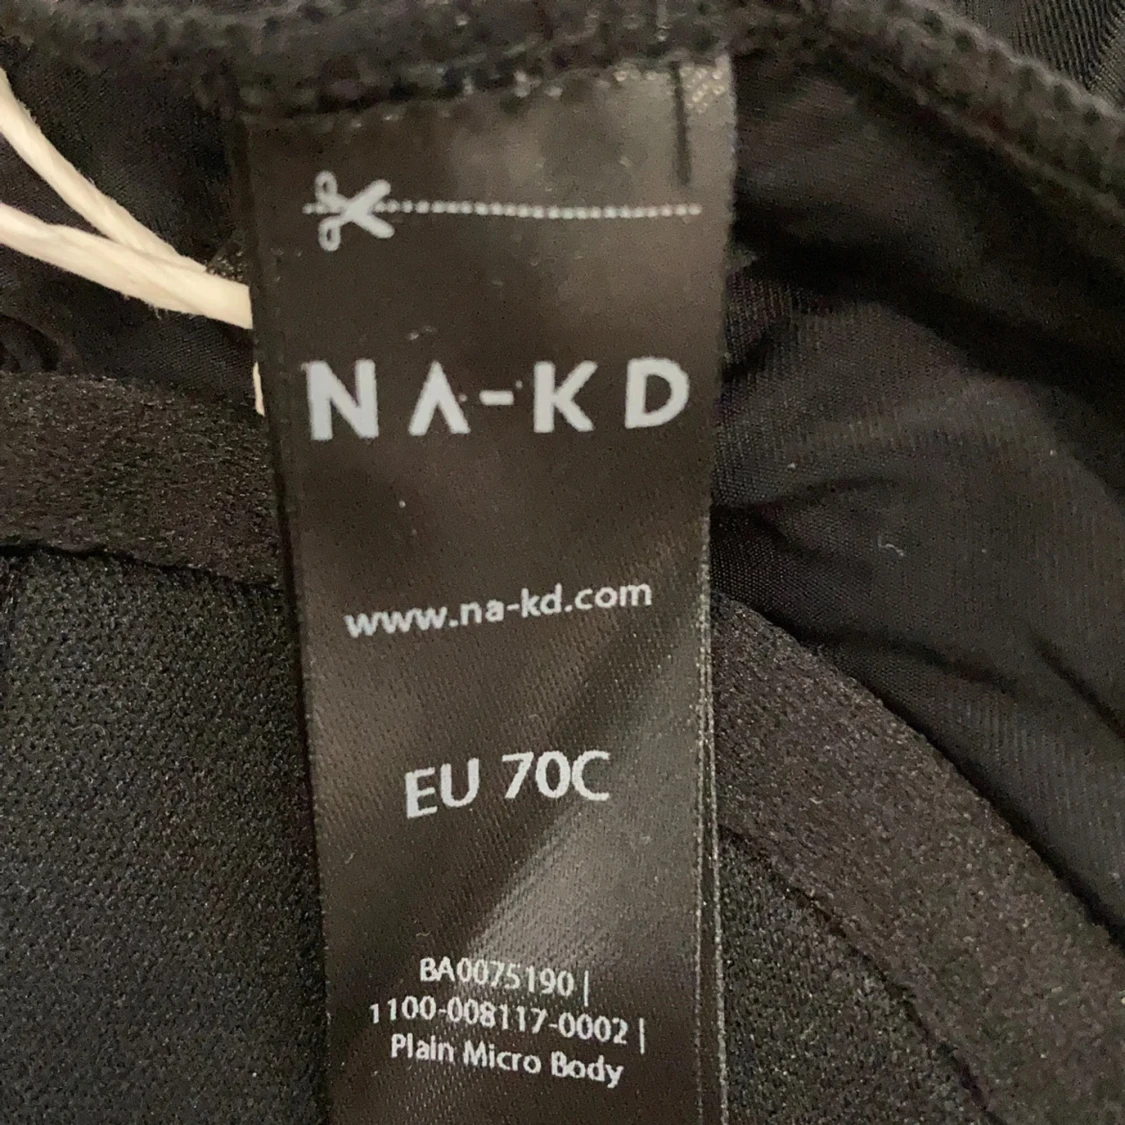 NA-KD
www.na-kd.com
EU 70C
BA0075190 |
1100-008117-0002 |
Plain Micro Body